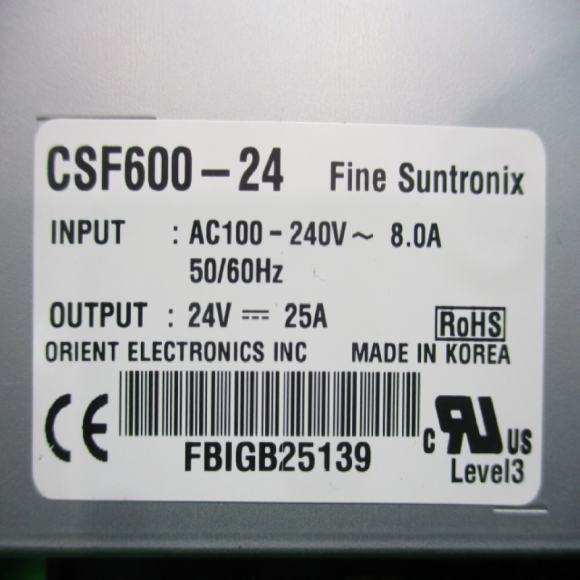 CSF600-24 Fine Suntronix
INPUT : AC100-240V~ 8.0A
50/60Hz
OUTPUT : 24V ⎓ 25A
RoHS
ORIENT ELECTRONICS INC MADE IN KOREA
CE
FBIGB25139
c RU US
Level3